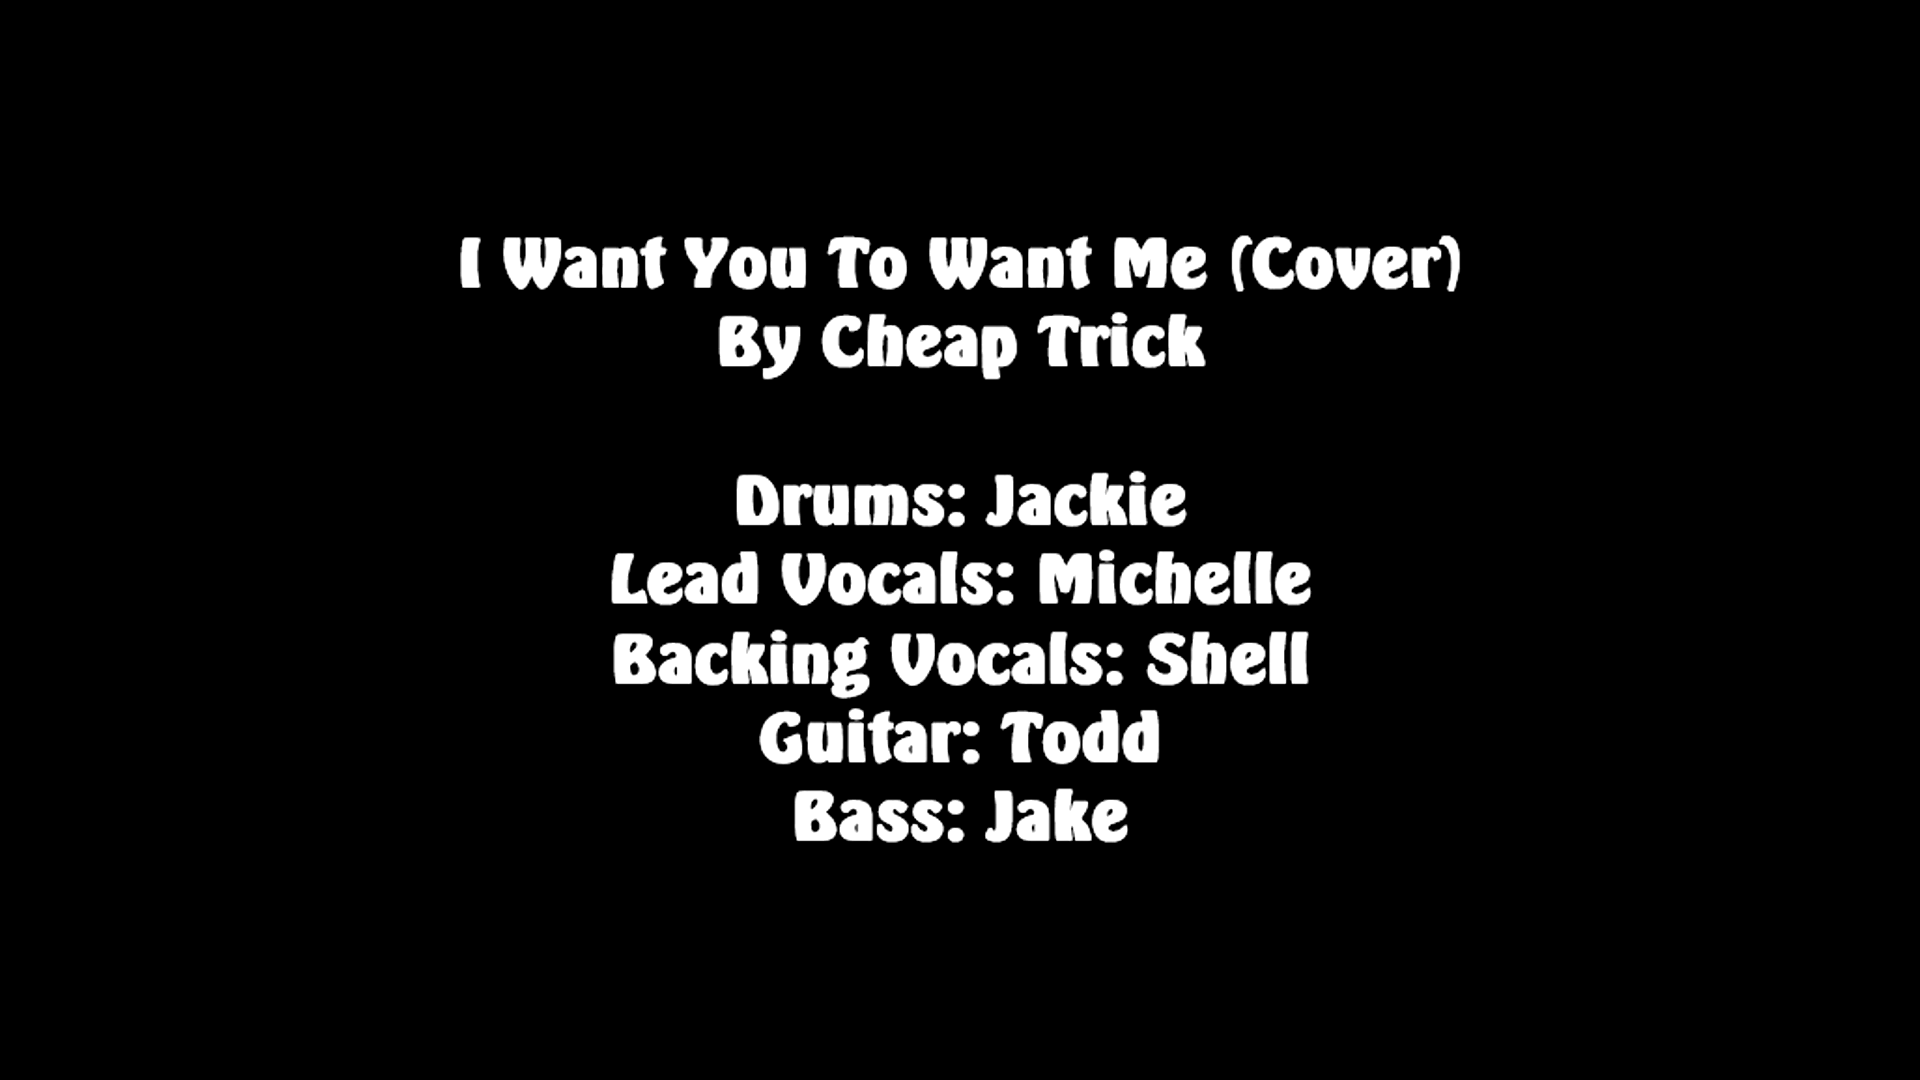 I Want You To Want Me (Cover)
By Cheap Trick
Drums: Jackie
Lead Vocals: Michelle
Backing Vocals: Shell
Guitar: Todd
Bass: Jake